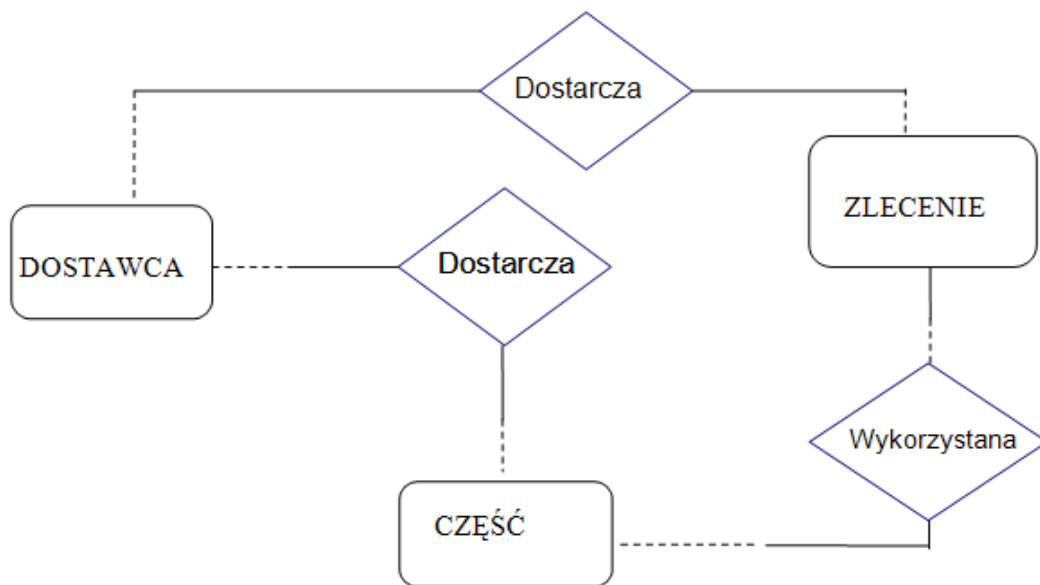 Dostarcza
ZLECENIE
DOSTAWCA
Dostarcza
Wykorzystana
CZĘŚĆ